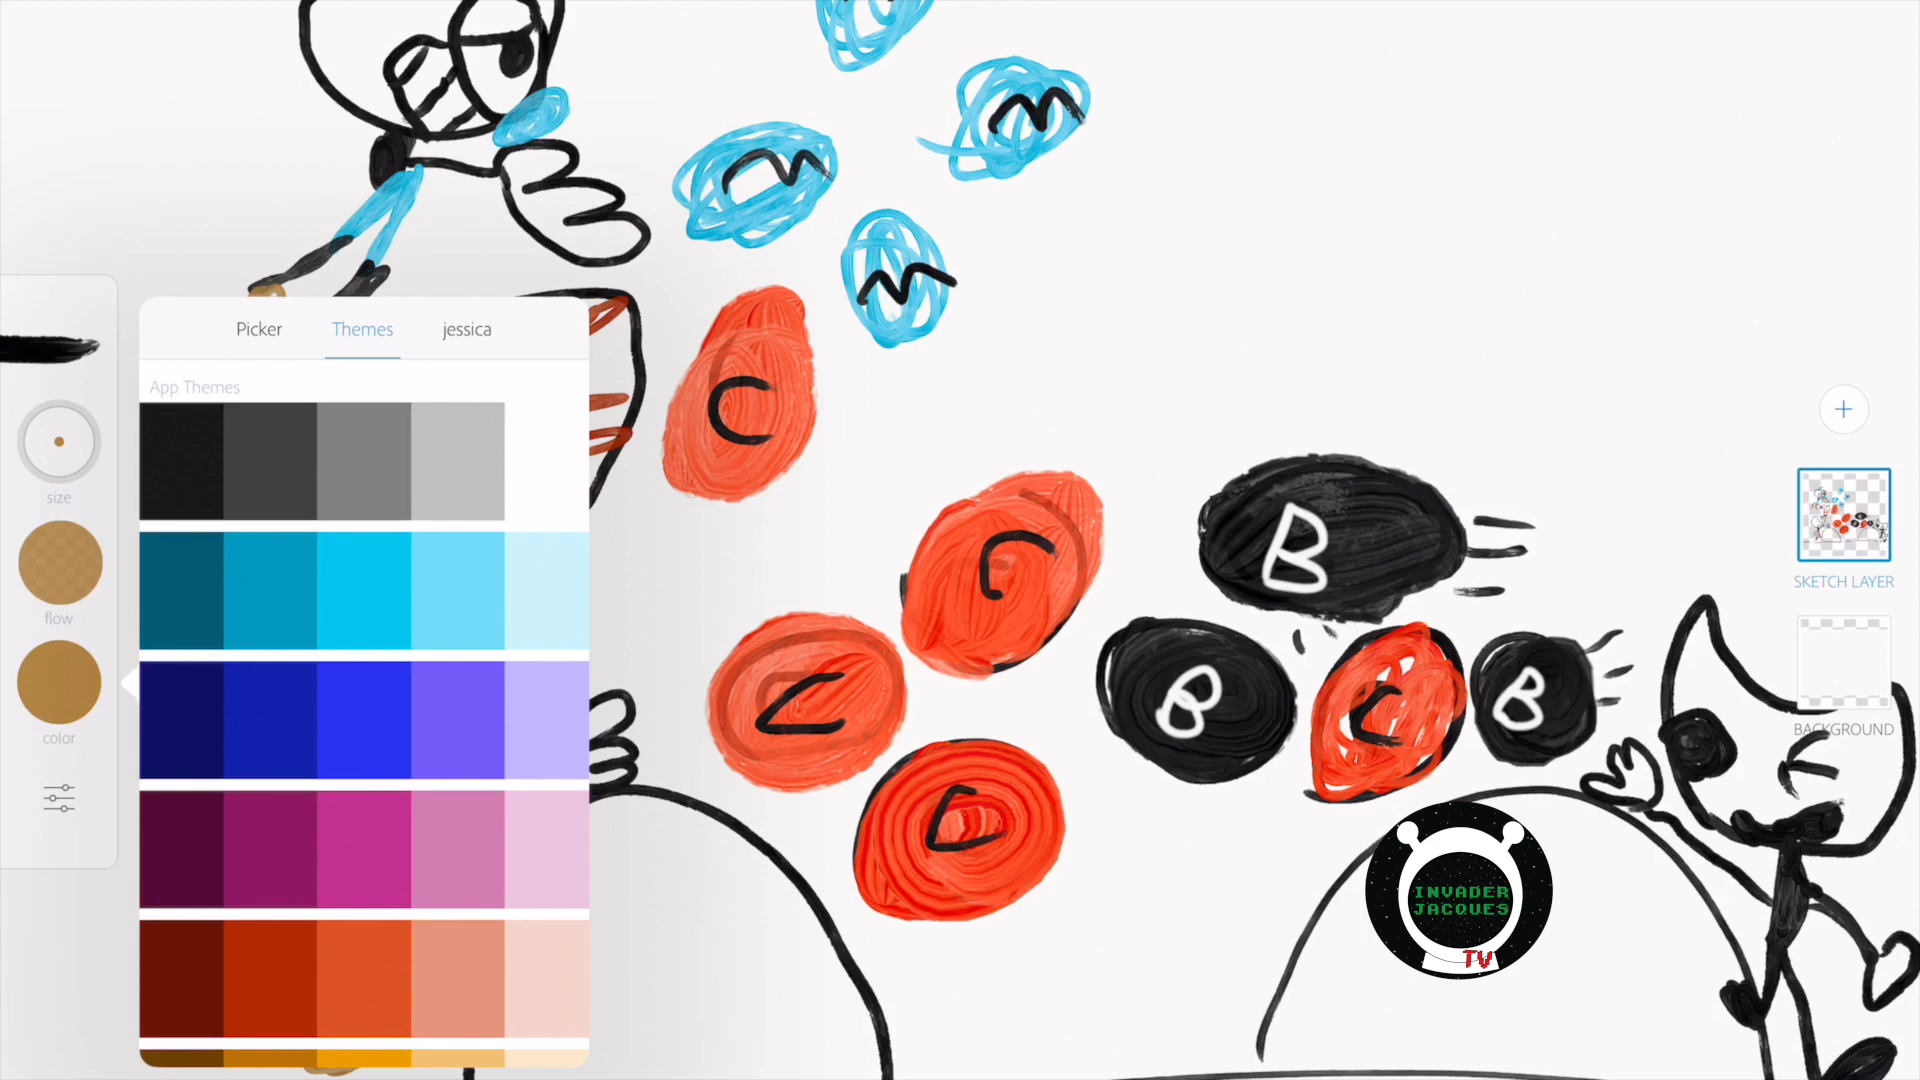 M
M
M
Picker Themes jessica
App Themes
C
C
C
C
B
B
C
B
size
flow
color
SKETCH LAYER
BACKGROUND
INVADER
JACQUES
TV